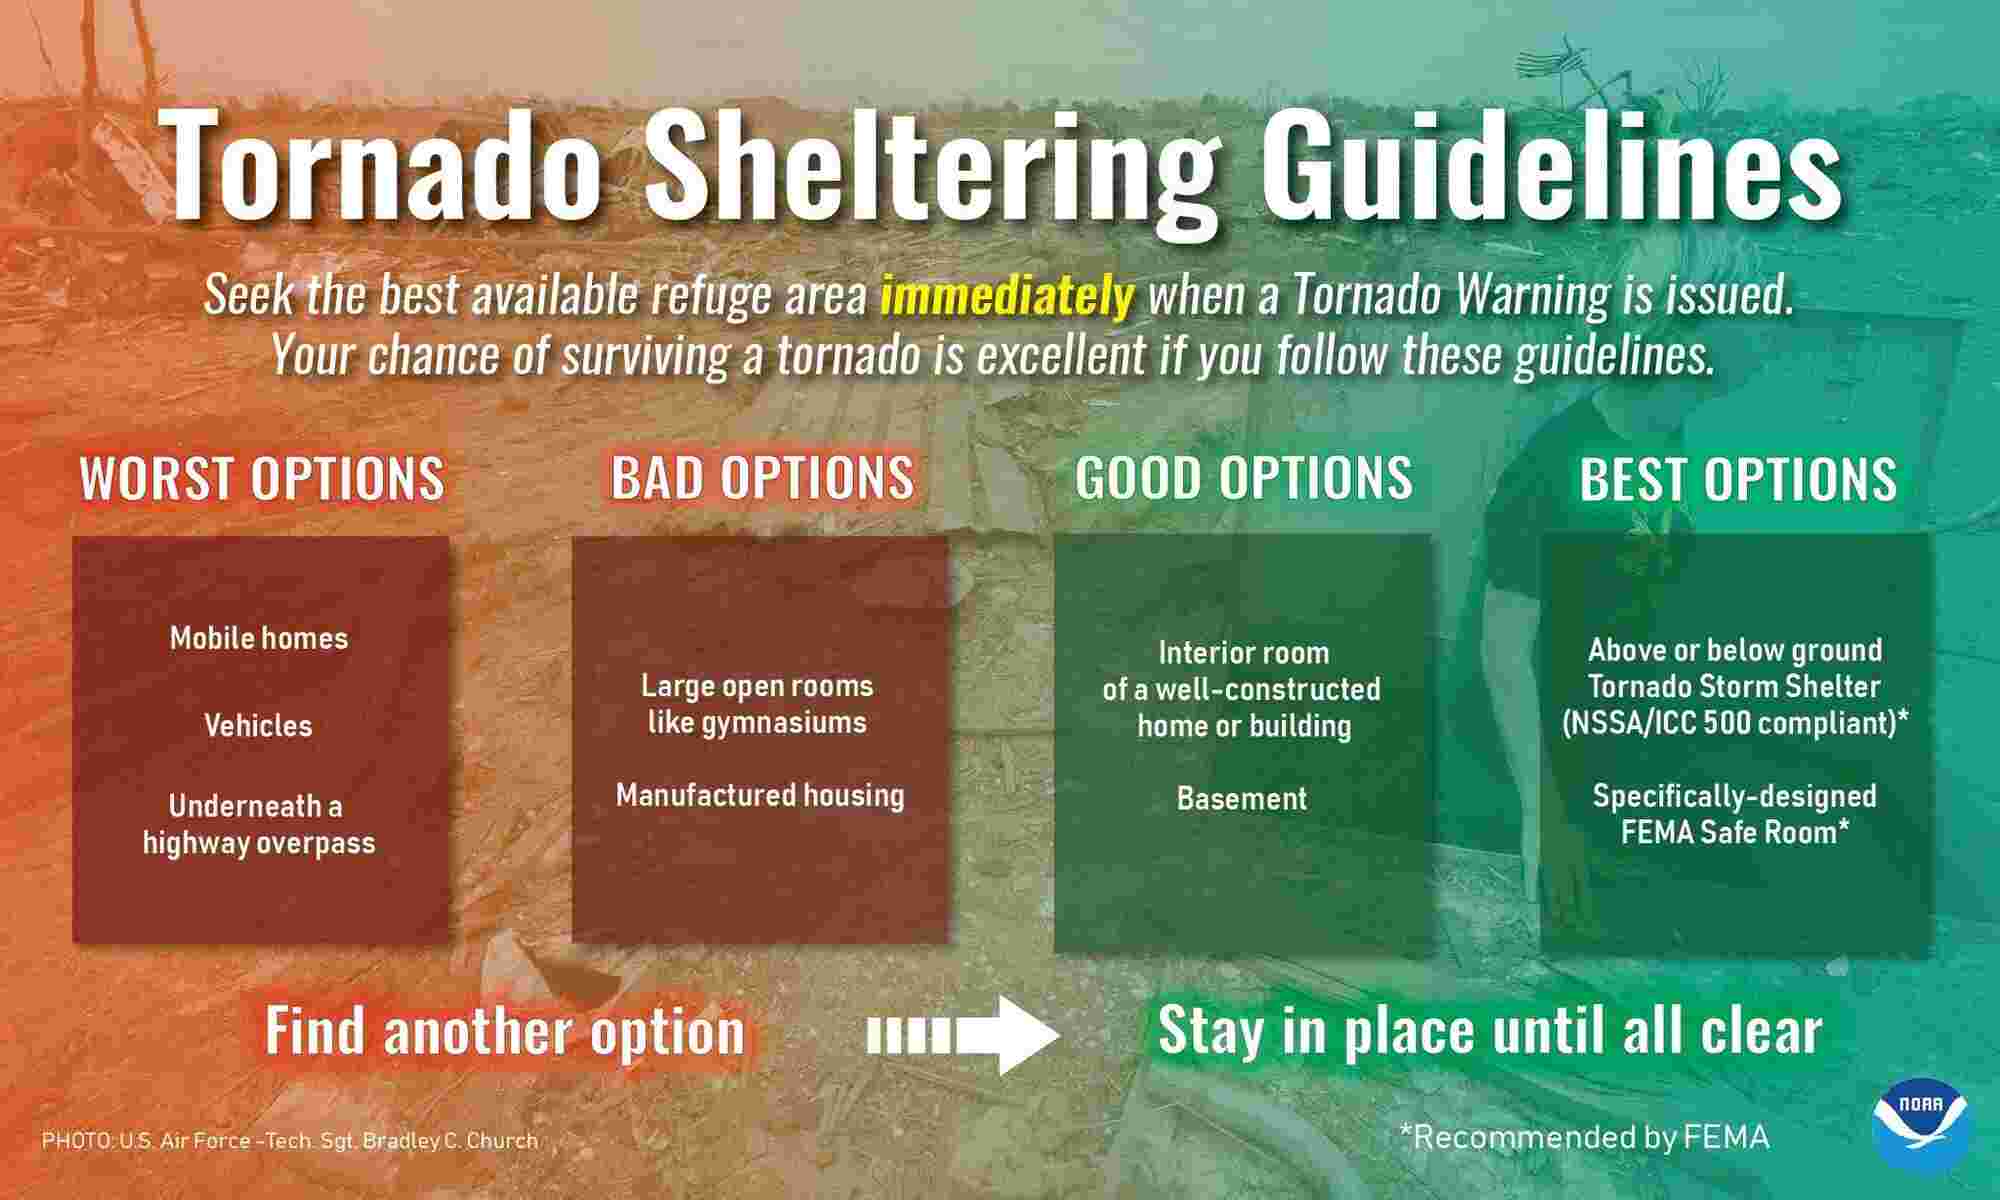 Tornado Sheltering Guidelines
Seek the best available refuge area immediately when a Tornado Warning is issued.
Your chance of surviving a tornado is excellent if you follow these guidelines.
WORST OPTIONS
Mobile homes
Vehicles
Underneath a
highway overpass
BAD OPTIONS
Large open rooms
like gymnasiums
Manufactured housing
GOOD OPTIONS
Interior room
of a well-constructed
home or building
Basement
BEST OPTIONS
Above or below ground
Tornado Storm Shelter
(NSSA/ICC 500 compliant)*
Specifically-designed
FEMA Safe Room*
Find another option
Stay in place until all clear
PHOTO: U.S. Air Force -Tech. Sgt. Bradley C. Church
*Recommended by FEMA
NOAA